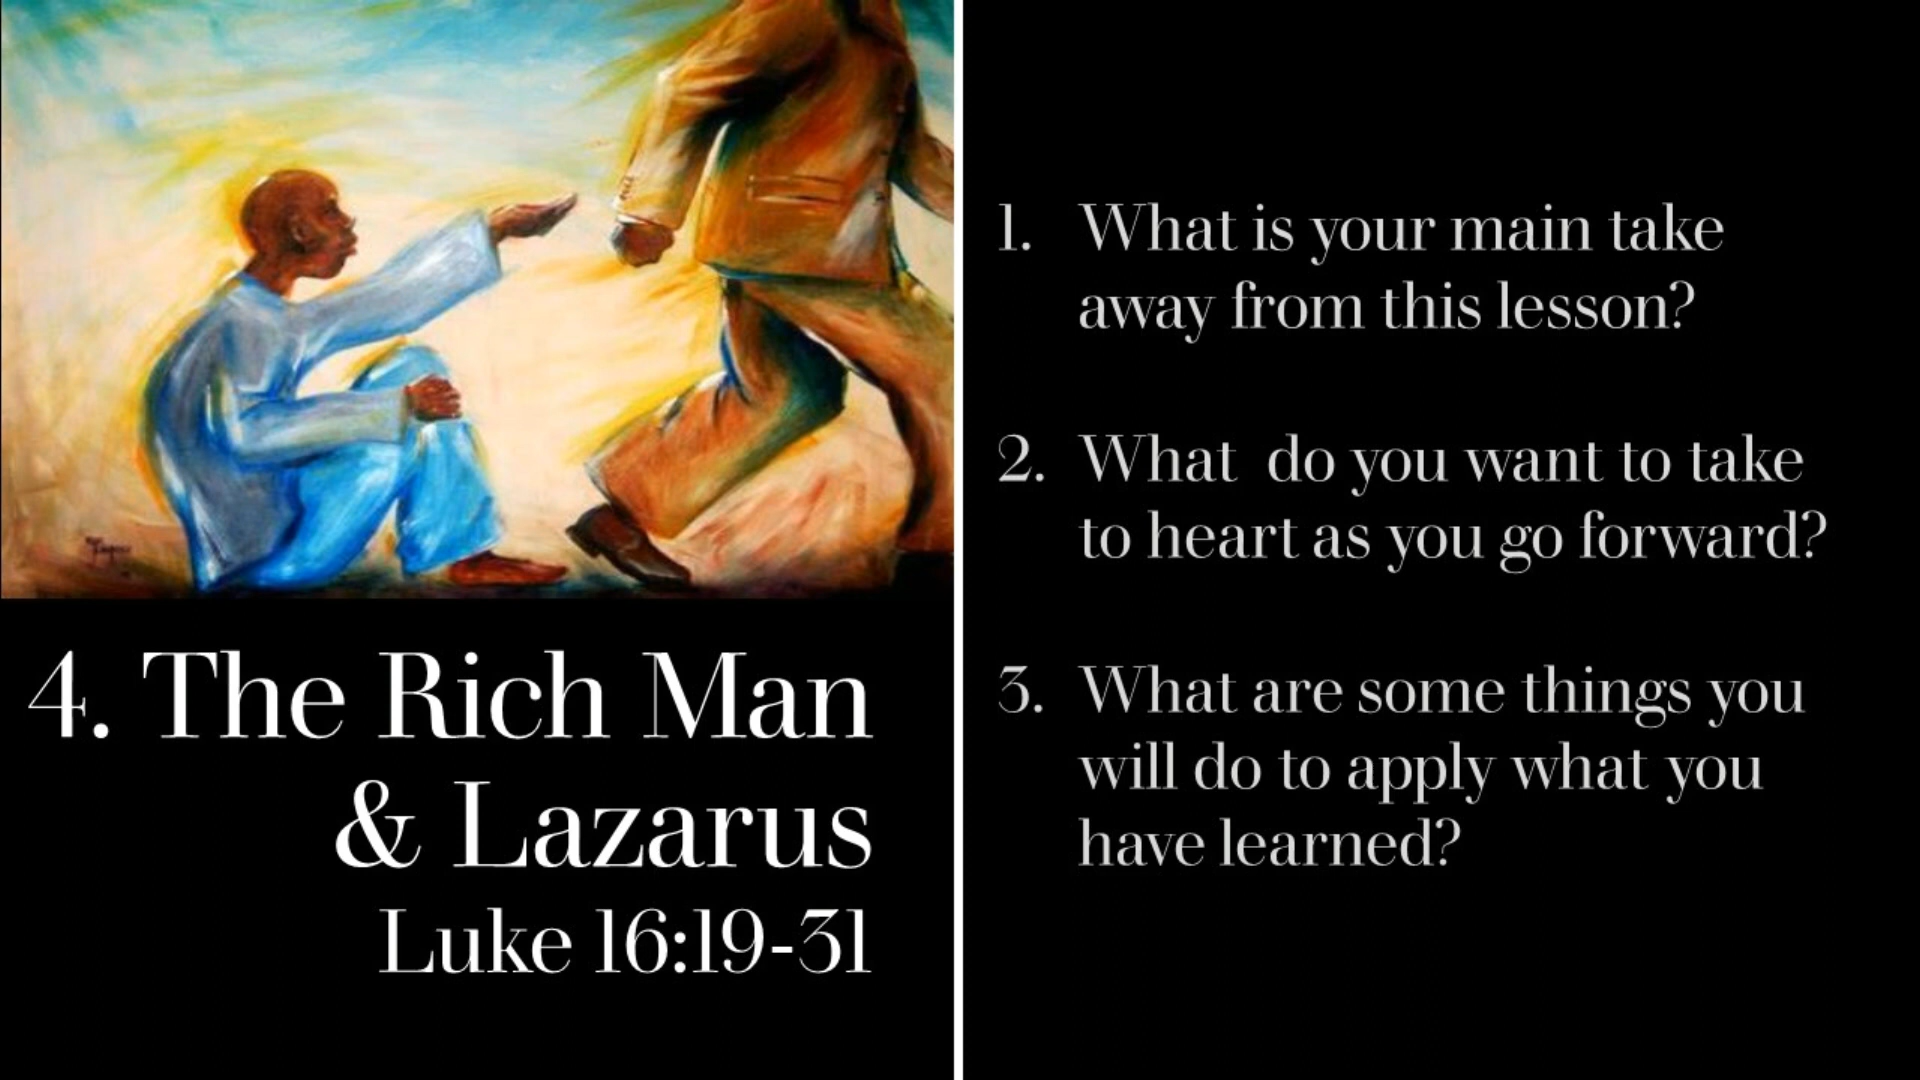 4. The Rich Man
& Lazarus
Luke 16:19-31
1. What is your main take
away from this lesson?
2. What  do you want to take
to heart as you go forward?
3. What are some things you
will do to apply what you
have learned?